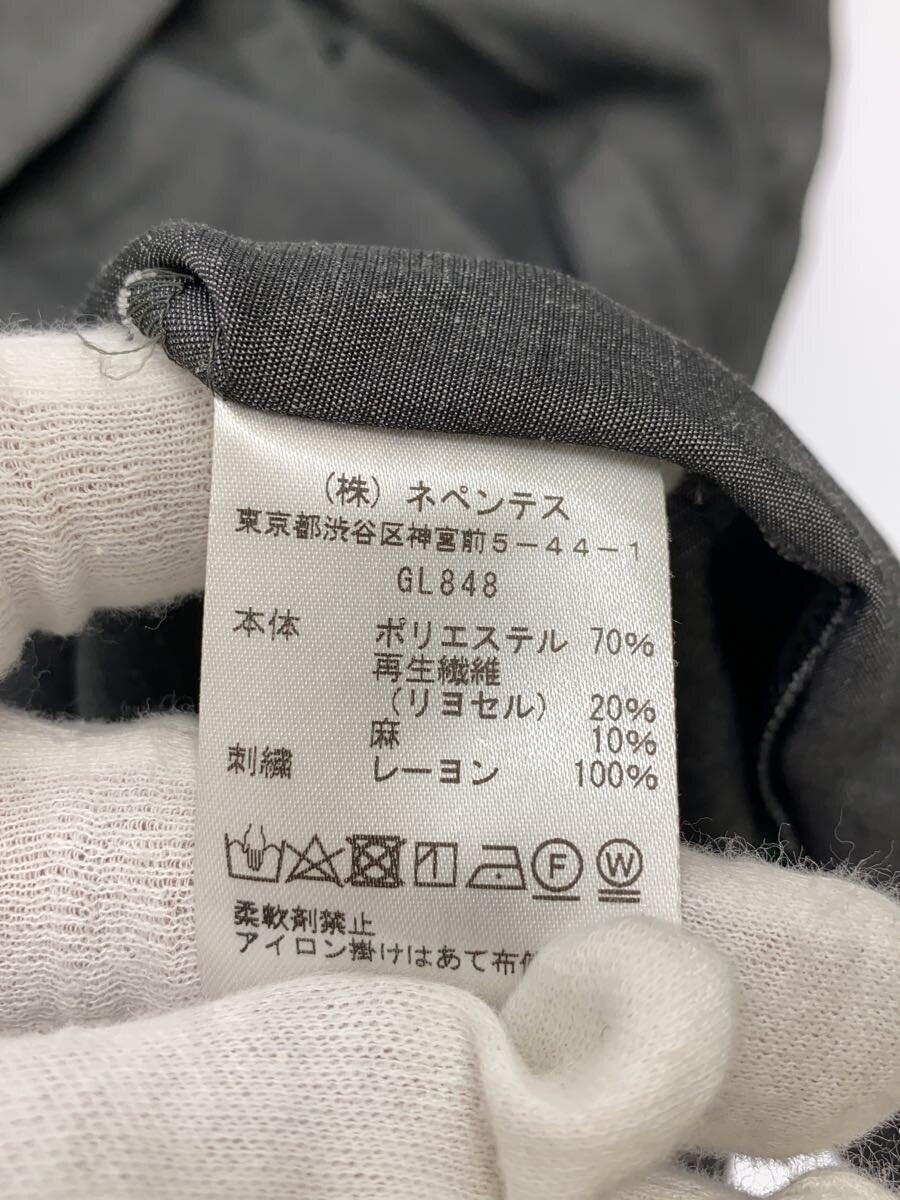 （株）ネペンテス
東京都渋谷区神宮前５－４４－１
GL848
本体 ポリエステル 70%
再生繊維
（リヨセル） 20%
麻 10%
刺繍 レーヨン 100%
F W
柔軟剤禁止
アイロン掛けはあて布